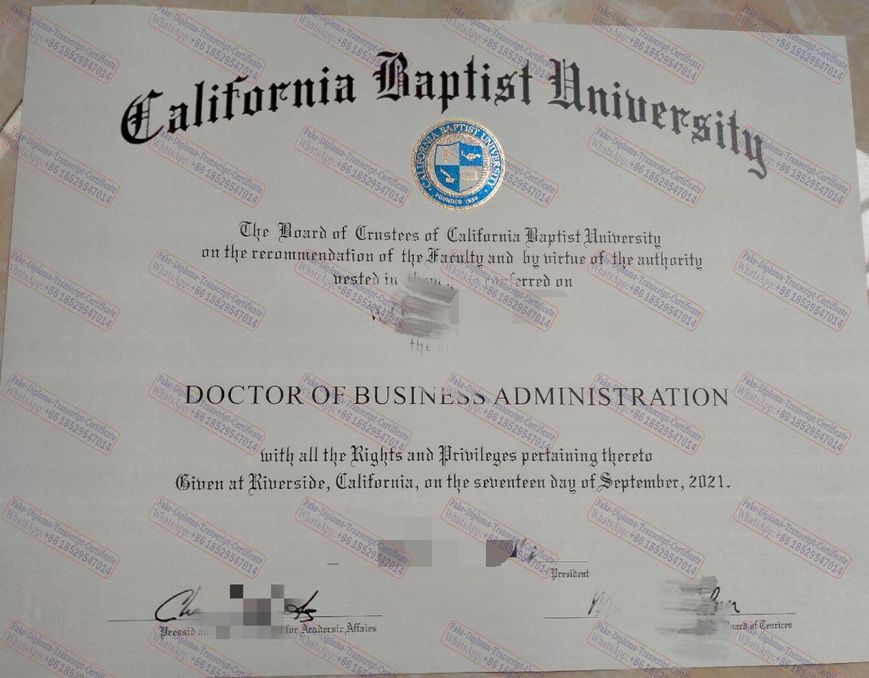 California Baptist University
CALIFORNIA BAPTIST UNIVERSITY
FOUNDED 1950
The Board of Crustees of California Baptist University
on the recommendation of the Faculty and by virtue of the authority
vested in
conferred on
DOCTOR OF BUSINESS ADMINISTRATION
with all the Rights and Privileges pertaining thereto
Given at Riverside, California, on the seventeen day of September, 2021.
President
for Academic Affairs
Board of
Fake-Diploma-Transcript-Certificate
WhatsApp:+86 18529547014